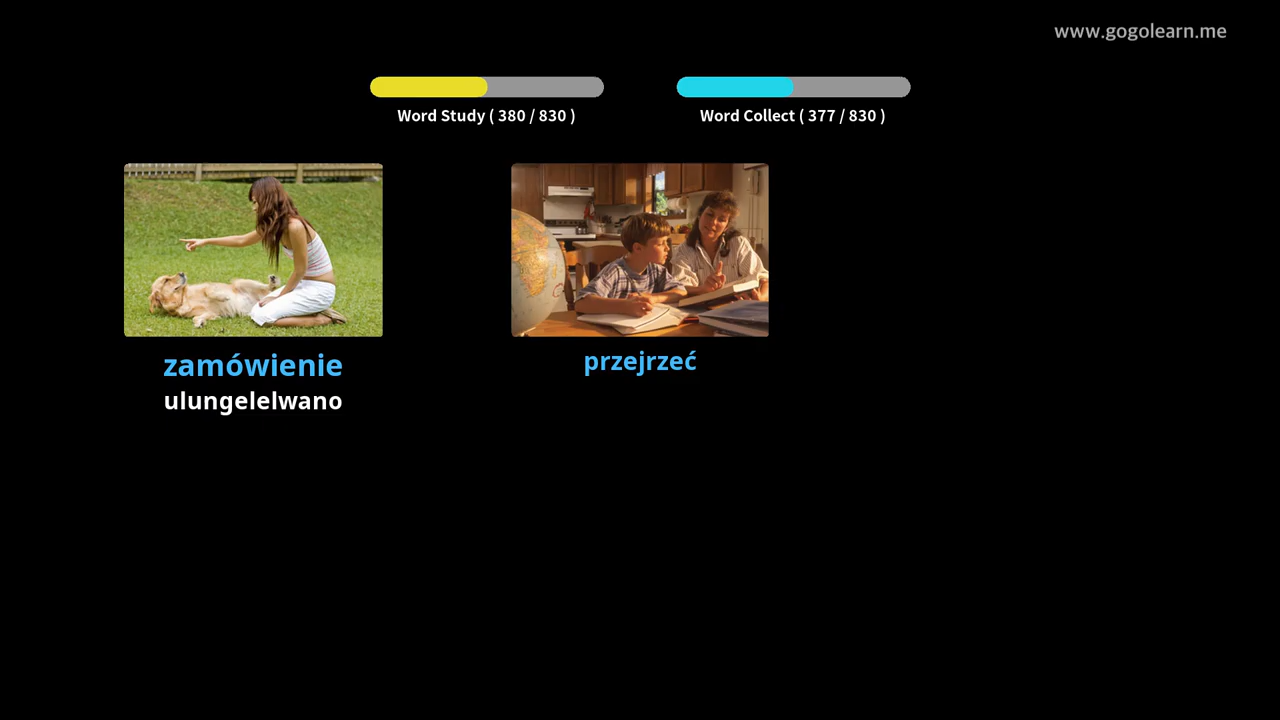 www.gogolearn.me
Word Study ( 380 / 830 )
Word Collect ( 377 / 830 )
zamówienie
ulungelelwano
przejrzeć